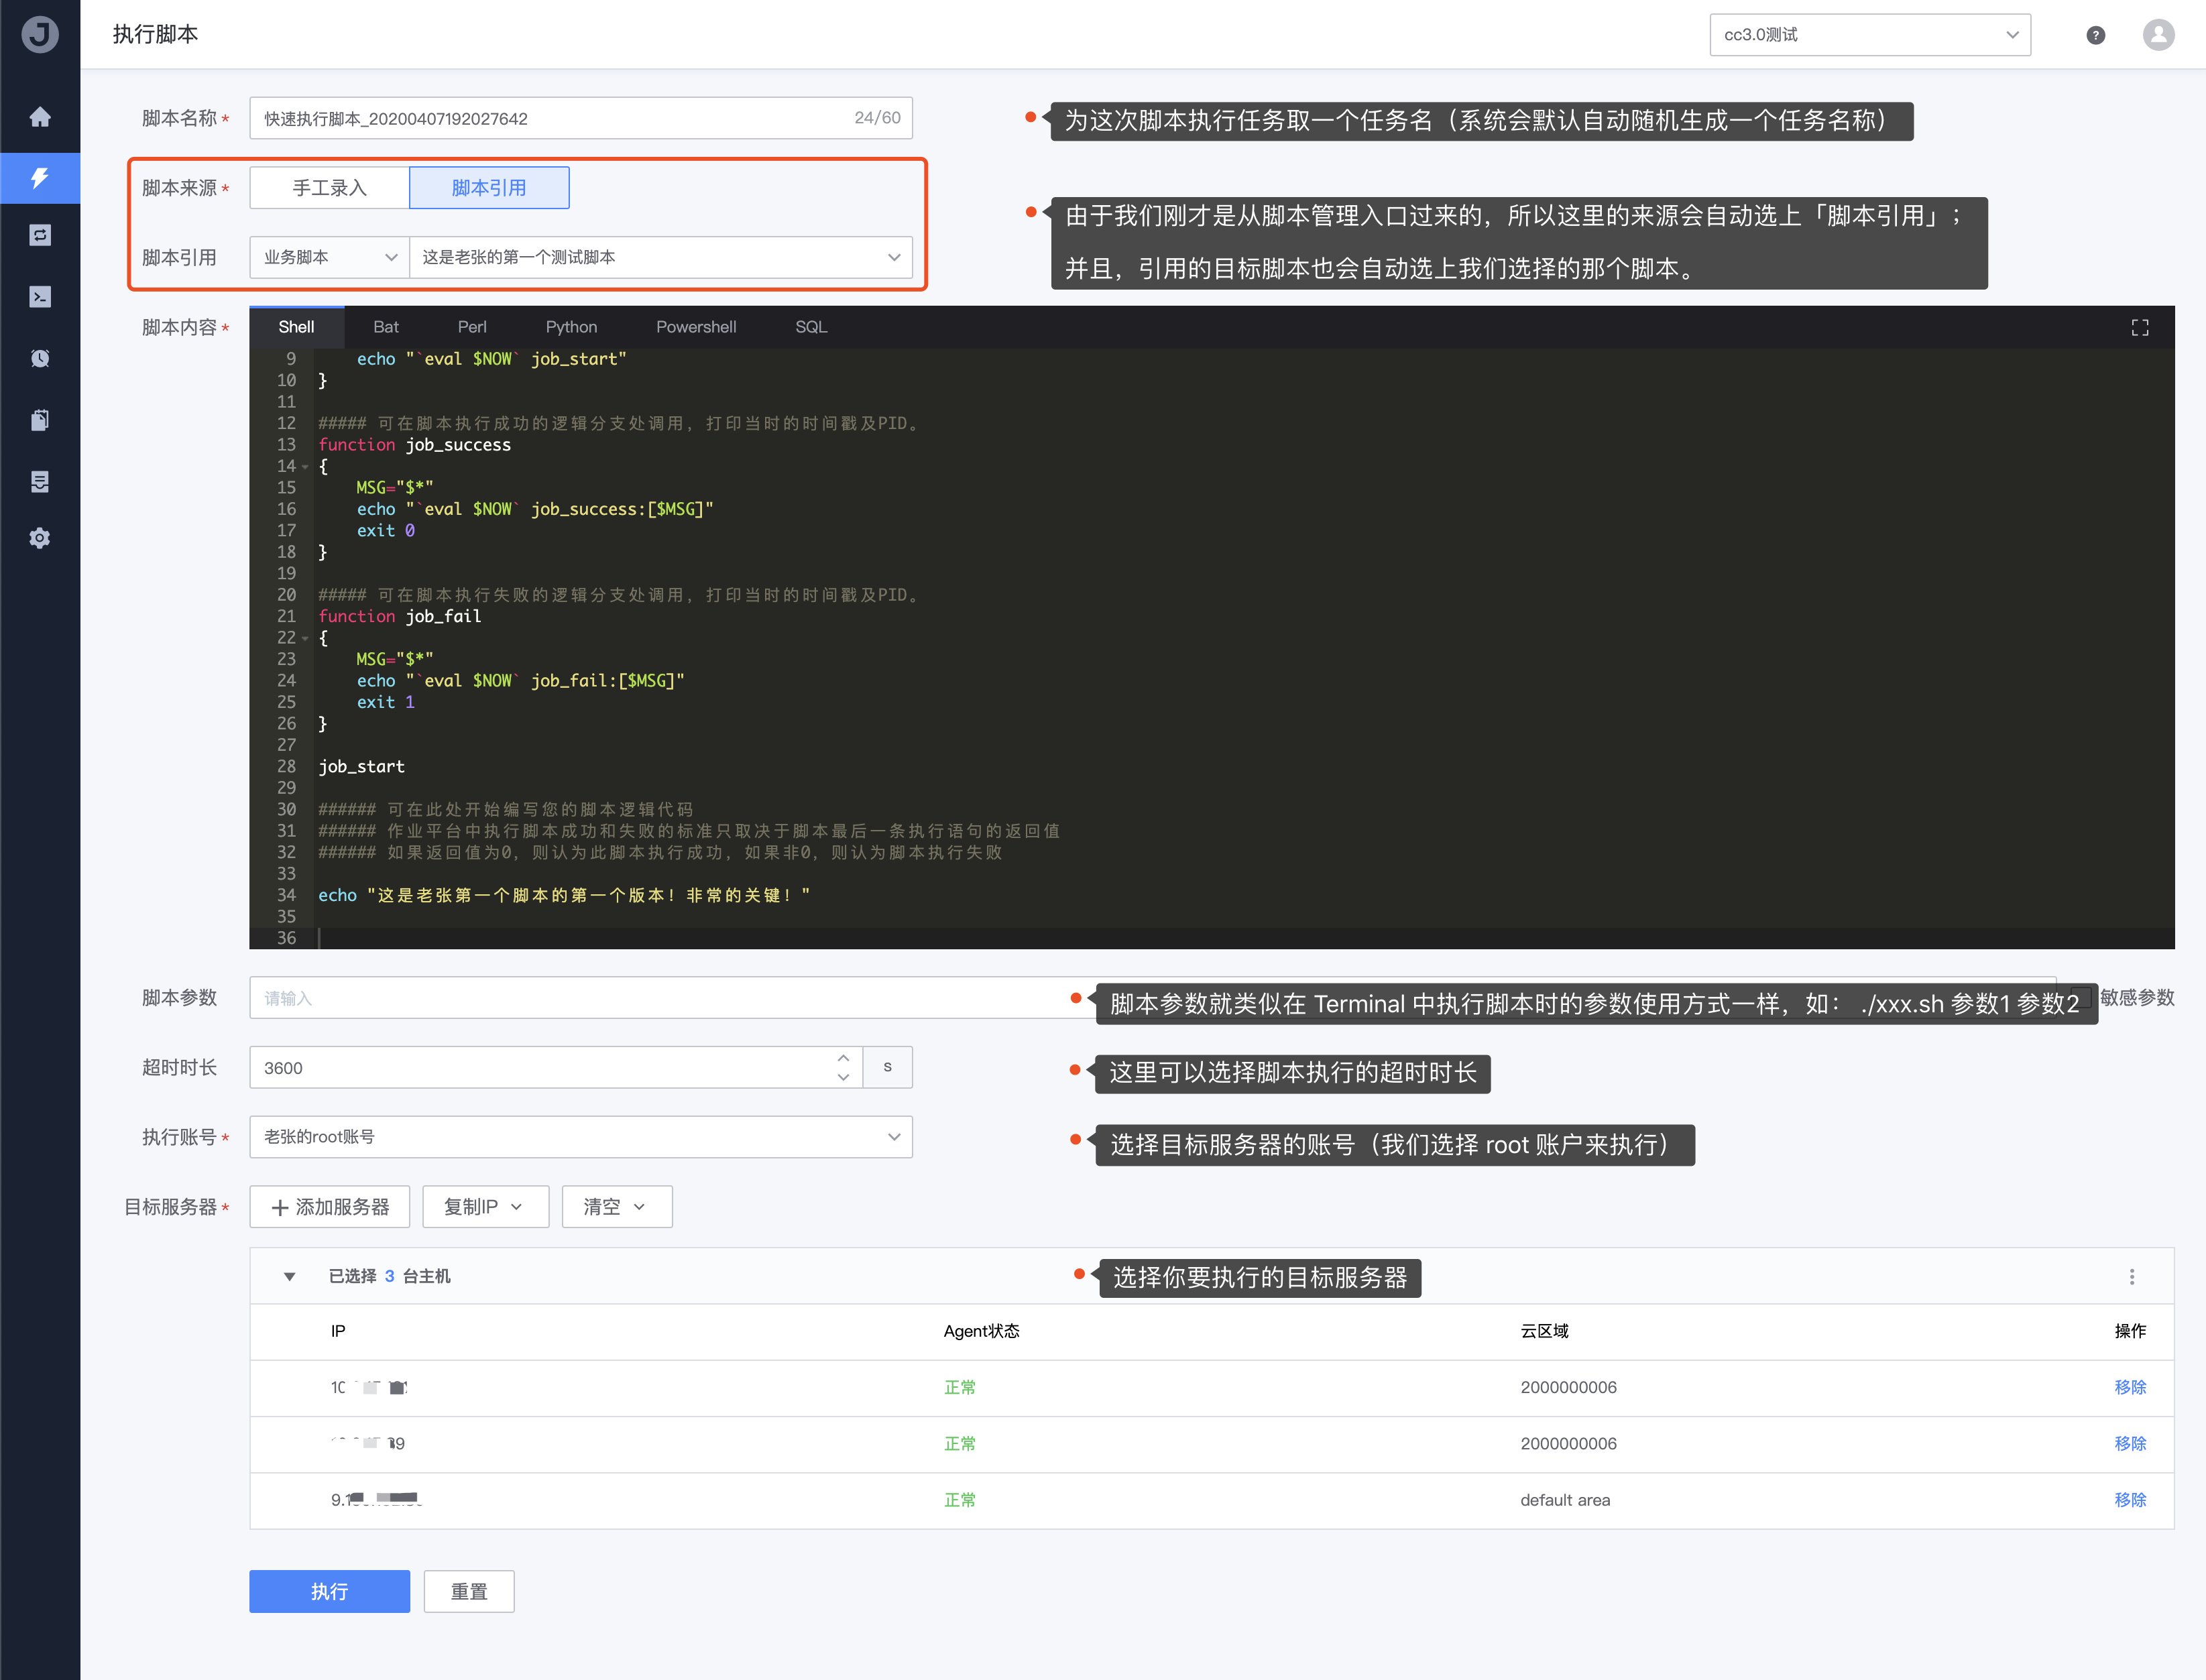 J
执行脚本
cc3.0测试
?
脚本名称 *
快速执行脚本_20200407192027642
24/60
为这次脚本执行任务取一个任务名（系统会默认自动随机生成一个任务名称）
脚本来源 *
手工录入
脚本引用
由于我们刚才是从脚本管理入口过来的，所以这里的来源会自动选上「脚本引用」；
并且，引用的目标脚本也会自动选上我们选择的那个脚本。
脚本引用
业务脚本
这是老张的第一个测试脚本
脚本内容 *
Shell Bat Perl Python Powershell SQL
9     echo "`eval $NOW` job_start"
10 }
11
12 ##### 可在脚本执行成功的逻辑分支处调用，打印当时的时间戳及PID。
13 function job_success
14 {
15     MSG="$*"
16     echo "`eval $NOW` job_success:[$MSG]"
17     exit 0
18 }
19
20 ##### 可在脚本执行失败的逻辑分支处调用，打印当时的时间戳及PID。
21 function job_fail
22 {
23     MSG="$*"
24     echo "`eval $NOW` job_fail:[$MSG]"
25     exit 1
26 }
27
28 job_start
29
30 ###### 可在此处开始编写您的脚本逻辑代码
31 ###### 作业平台中执行脚本成功和失败的标准只取决于脚本最后一条执行语句的返回值
32 ###### 如果返回值为0，则认为此脚本执行成功，如果非0，则认为脚本执行失败
33
34 echo "这是老张第一个脚本的第一个版本！非常的关键！"
35
36
脚本参数
请输入
脚本参数就类似在 Terminal 中执行脚本时的参数使用方式一样，如： ./xxx.sh 参数1 参数2
敏感参数
超时时长
3600
s
这里可以选择脚本执行的超时时长
执行账号 *
老张的root账号
选择目标服务器的账号（我们选择 root 账户来执行）
目标服务器 *
添加服务器
复制IP
清空
已选择 3 台主机
选择你要执行的目标服务器
IP Agent状态 云区域 操作
正常 2000000006 移除
正常 2000000006 移除
正常 default area 移除
执行
重置